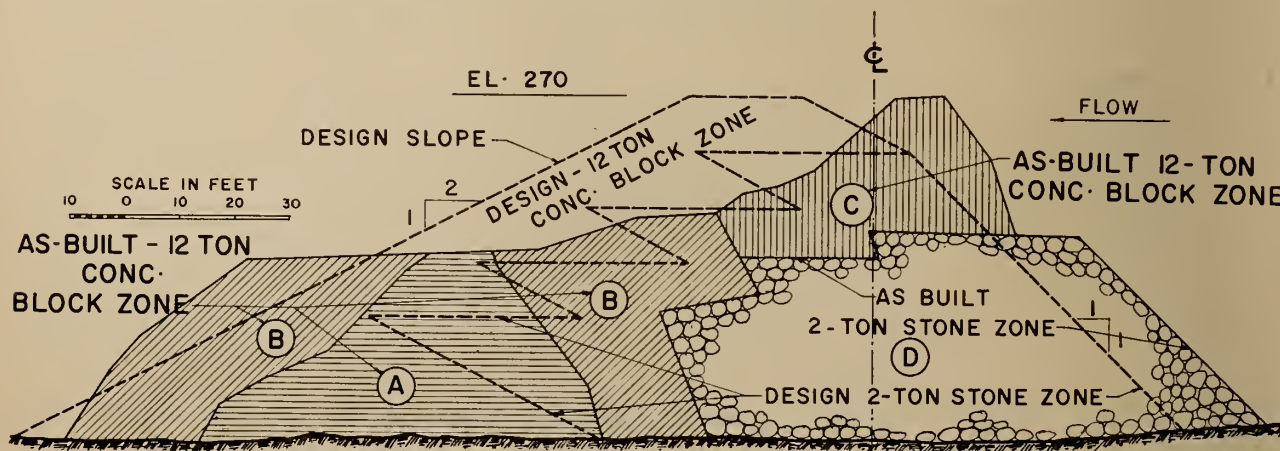 ℄
EL· 270
FLOW
DESIGN SLOPE
DESIGN-12 TON
CONC· BLOCK ZONE
SCALE IN FEET
10 0 10 20 30
2
1
AS-BUILT 12-TON
CONC· BLOCK ZONE
C
AS-BUILT - 12 TON
CONC·
BLOCK ZONE
B
B
A
AS BUILT
2-TON STONE ZONE
1
1
D
DESIGN 2-TON STONE ZONE